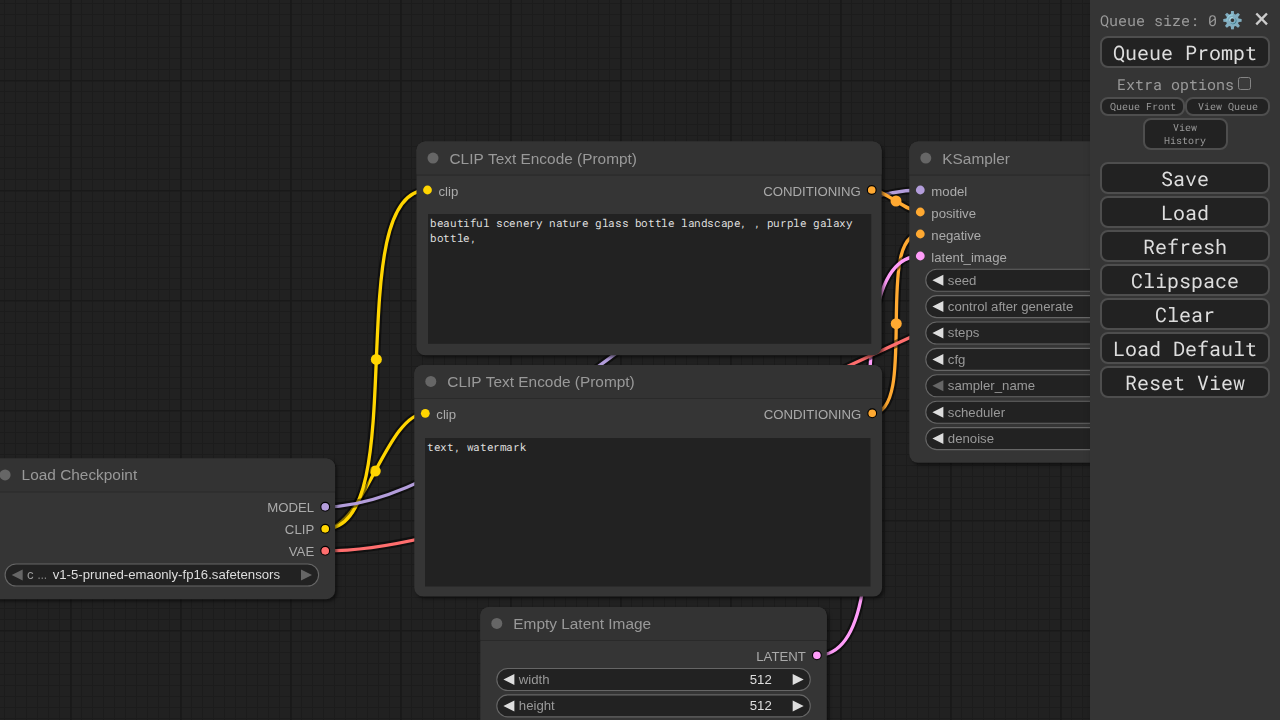 Queue size: 0
Queue Prompt
Extra options
Queue Front
View Queue
View
History
Save
Load
Refresh
Clipspace
Clear
Load Default
Reset View
CLIP Text Encode (Prompt)
clip
CONDITIONING
beautiful scenery nature glass bottle landscape, , purple galaxy
bottle,
KSampler
model
positive
negative
latent_image
seed
control after generate
steps
cfg
sampler_name
scheduler
denoise
CLIP Text Encode (Prompt)
clip
CONDITIONING
text, watermark
Load Checkpoint
MODEL
CLIP
VAE
c ... v1-5-pruned-emaonly-fp16.safetensors
Empty Latent Image
LATENT
width 512
height 512